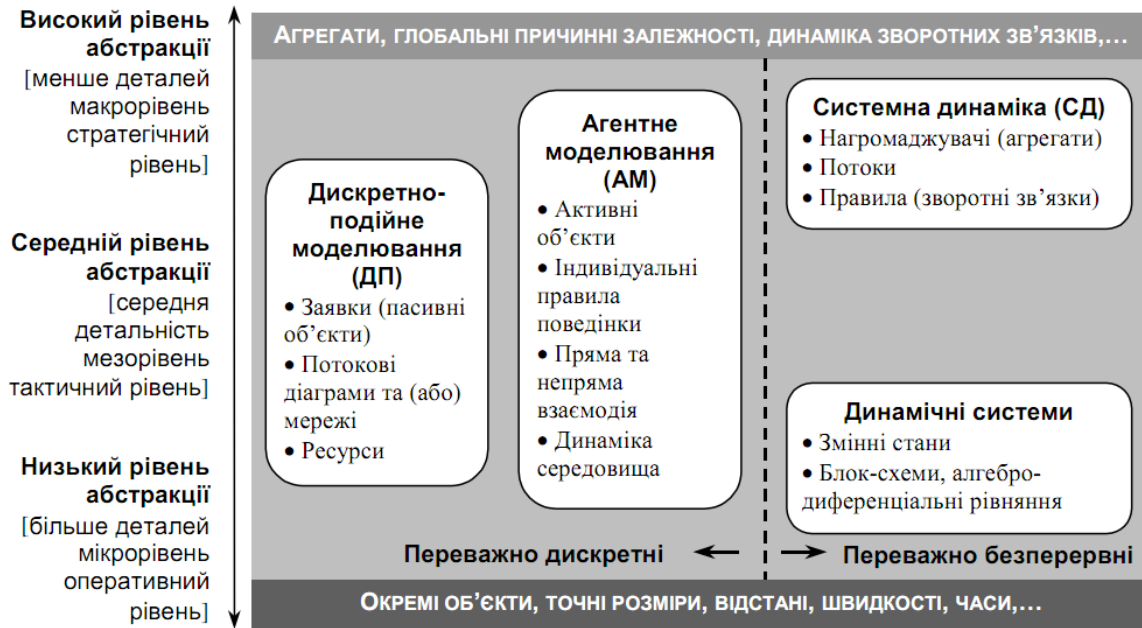 Високий рівень
абстракції
[менше деталей
макрорівень
стратегічний
рівень]
Середній рівень
абстракції
[середня
детальність
мезорівень
тактичний рівень]
Низький рівень
абстракції
[більше деталей
мікрорівень
оперативний
рівень]
АГРЕГАТИ, ГЛОБАЛЬНІ ПРИЧИННІ ЗАЛЕЖНОСТІ, ДИНАМІКА ЗВОРОТНИХ ЗВ’ЯЗКІВ,…
Дискретно-
подійне
моделювання
(ДП)
• Заявки (пасивні
об’єкти)
• Потокові
діаграми та (або)
мережі
• Ресурси
Агентне
моделювання
(АМ)
• Активні
об’єкти
• Індивідуальні
правила
поведінки
• Пряма та
непряма
взаємодія
• Динаміка
середовища
Системна динаміка (СД)
• Нагромаджувачі (агрегати)
• Потоки
• Правила (зворотні зв’язки)
Динамічні системи
• Змінні стани
• Блок-схеми, алгебро-
диференціальні рівняння
Переважно дискретні
Переважно безперервні
ОКРЕМІ ОБ’ЄКТИ, ТОЧНІ РОЗМІРИ, ВІДСТАНІ, ШВИДКОСТІ, ЧАСИ,…